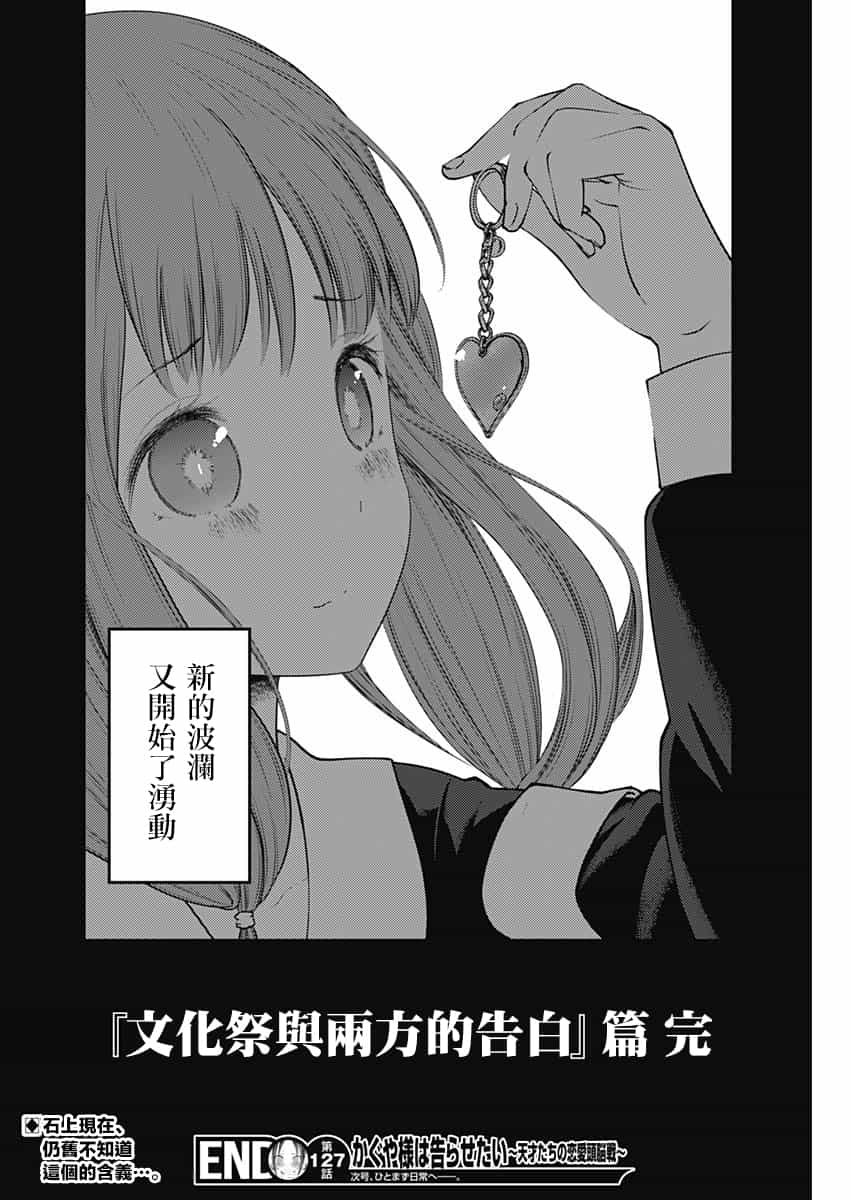 新的波瀾
又開始了湧動
『文化祭與兩方的告白』篇 完
石上現在、
仍舊不知道
這個的含義…。
END 第127話 かぐや様は告らせたい～天才たちの恋愛頭脳戦～
次号、ひとまず日常へ──。